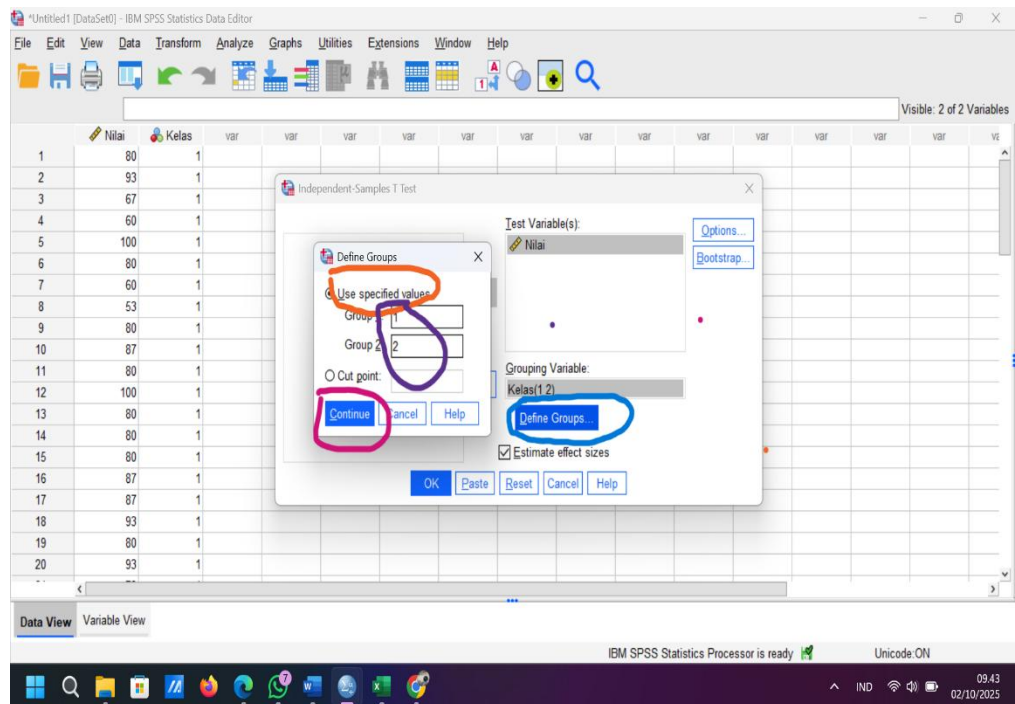 *Untitled1 [DataSet0] - IBM SPSS Statistics Data Editor
File Edit View Data Transform Analyze Graphs Utilities Extensions Window Help
Visible: 2 of 2 Variables
Nilai Kelas var var var var var var var var var var var var var
1 80 1
2 93 1
3 67 1
4 60 1
5 100 1
6 80 1
7 60 1
8 53 1
9 80 1
10 87 1
11 80 1
12 100 1
13 80 1
14 80 1
15 80 1
16 87 1
17 87 1
18 93 1
19 80 1
20 93 1
Independent-Samples T Test
Test Variable(s):
Nilai
Options...
Bootstrap...
Define Groups
Use specified values
Group 1
Group 2 2
Cut point:
Continue Cancel Help
Grouping Variable:
Kelas(1 2)
Define Groups...
Estimate effect sizes
OK Paste Reset Cancel Help
Data View Variable View
IBM SPSS Statistics Processor is ready Unicode:ON
IND 09.43
02/10/2025